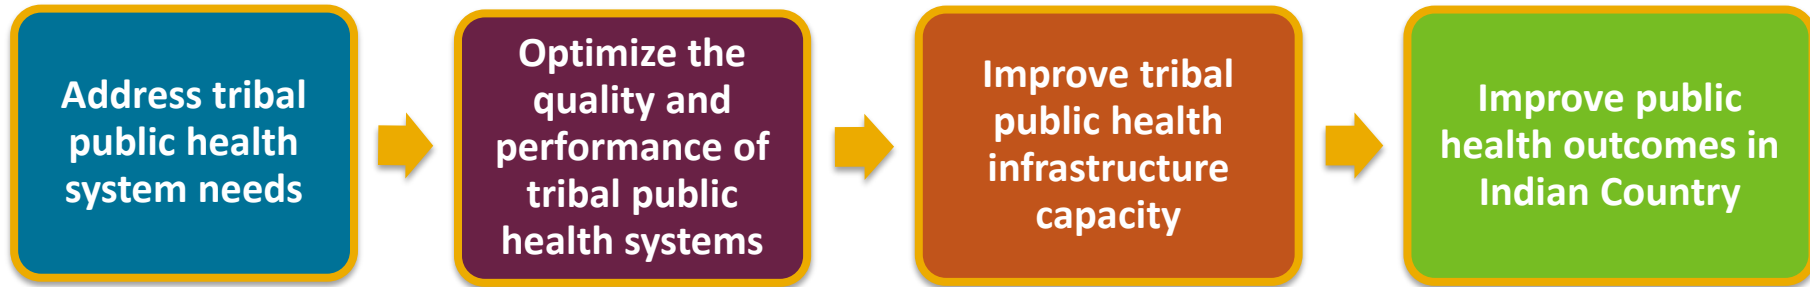 Address tribal
public health
system needs
Optimize the
quality and
performance of
tribal public
health systems
Improve tribal
public health
infrastructure
capacity
Improve public
health outcomes in
Indian Country